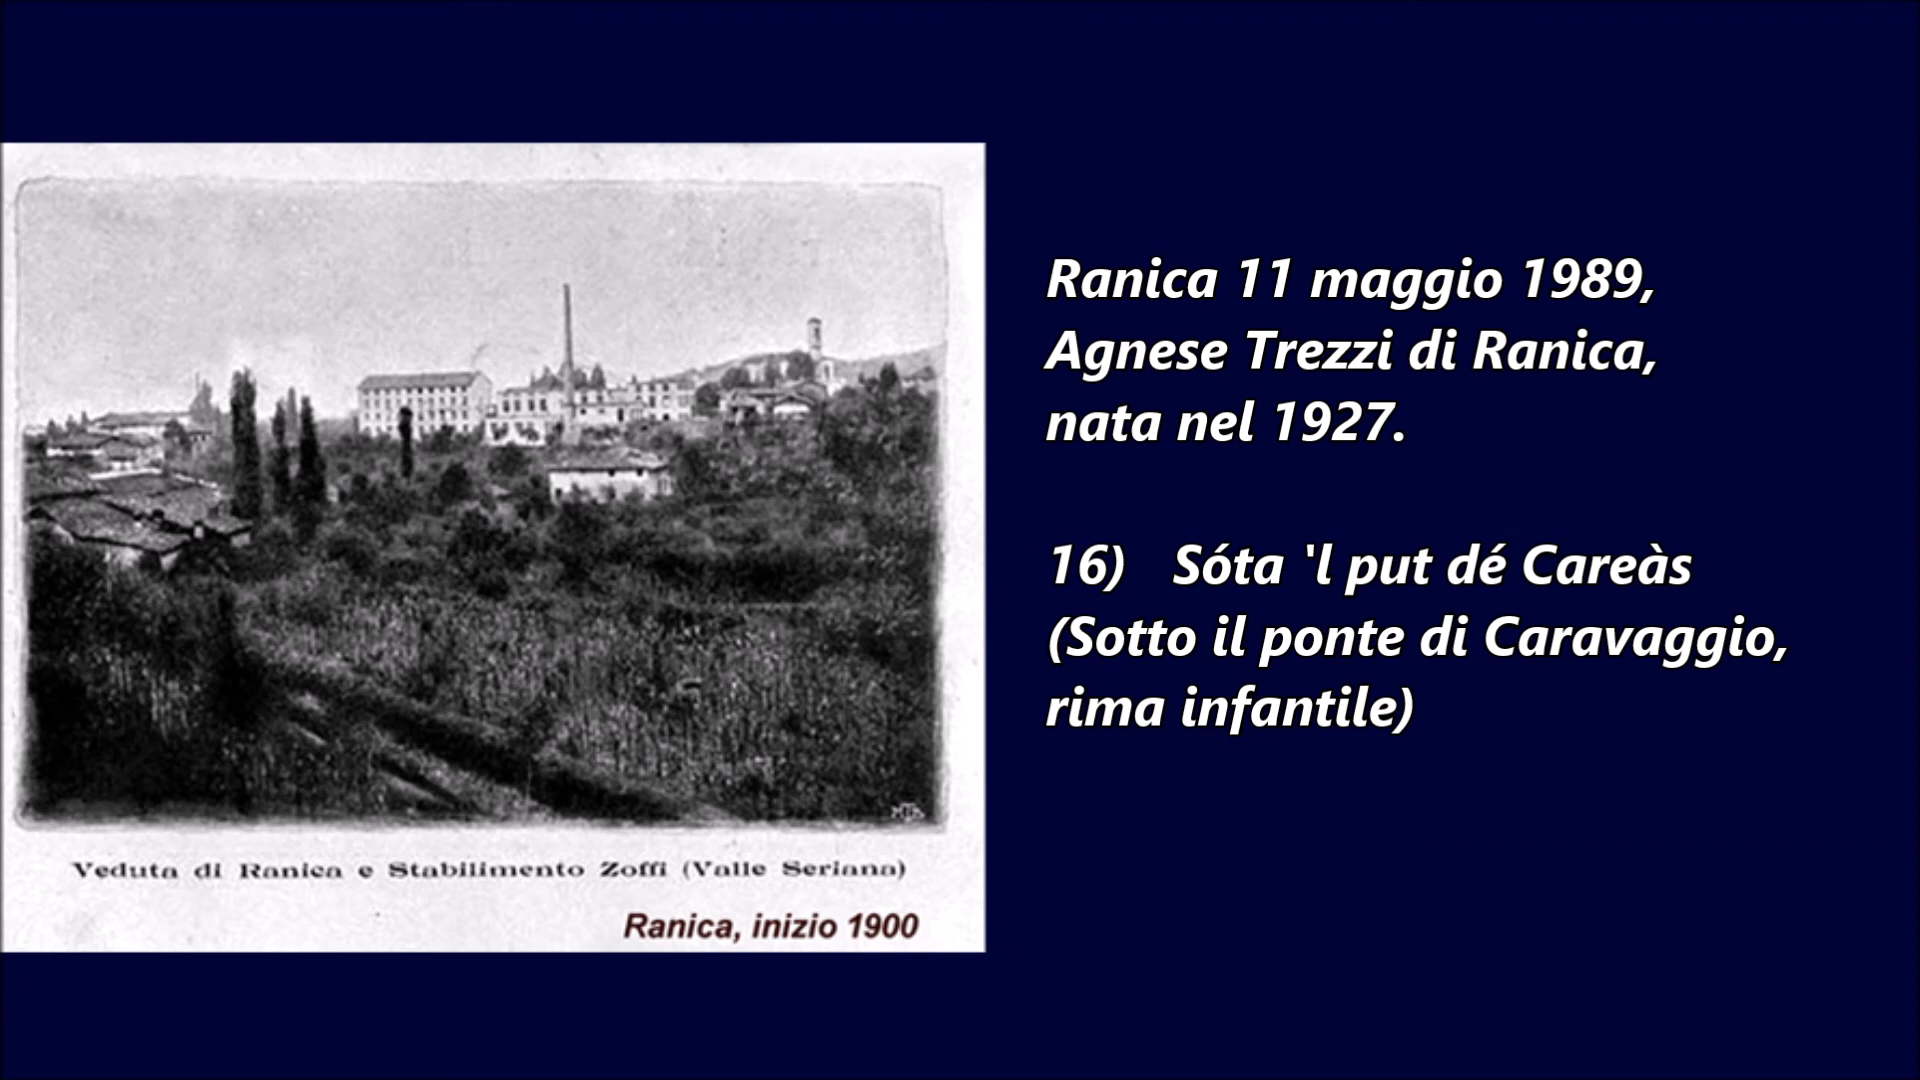 Ranica 11 maggio 1989,
Agnese Trezzi di Ranica,
nata nel 1927.
16) Sóta 'l put dé Careàs
(Sotto il ponte di Caravaggio,
rima infantile)
Veduta di Ranica e Stabilimento Zoffi (Valle Seriana)
Ranica, inizio 1900